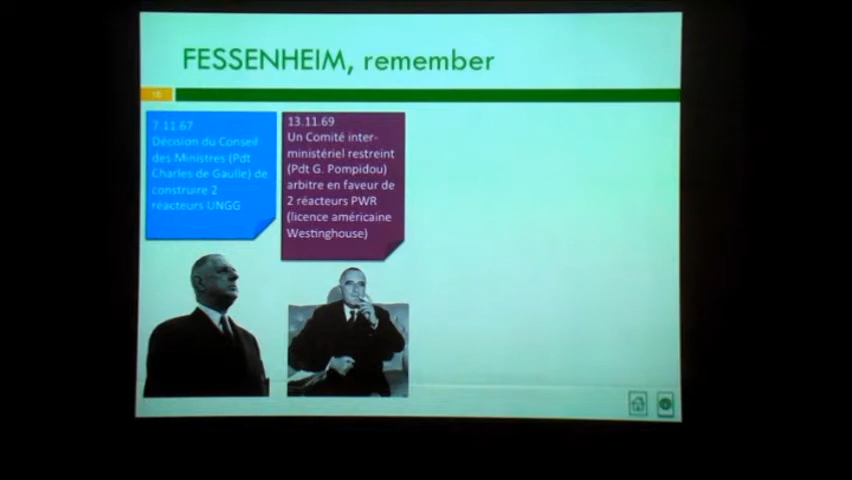 FESSENHEIM, remember
16
7.11.67
Décision du Conseil
des Ministres (Pdt
Charles de Gaulle) de
construire 2
réacteurs UNGG
13.11.69
Un Comité inter-
ministériel restreint
(Pdt G. Pompidou)
arbitre en faveur de
2 réacteurs PWR
(licence américaine
Westinghouse)